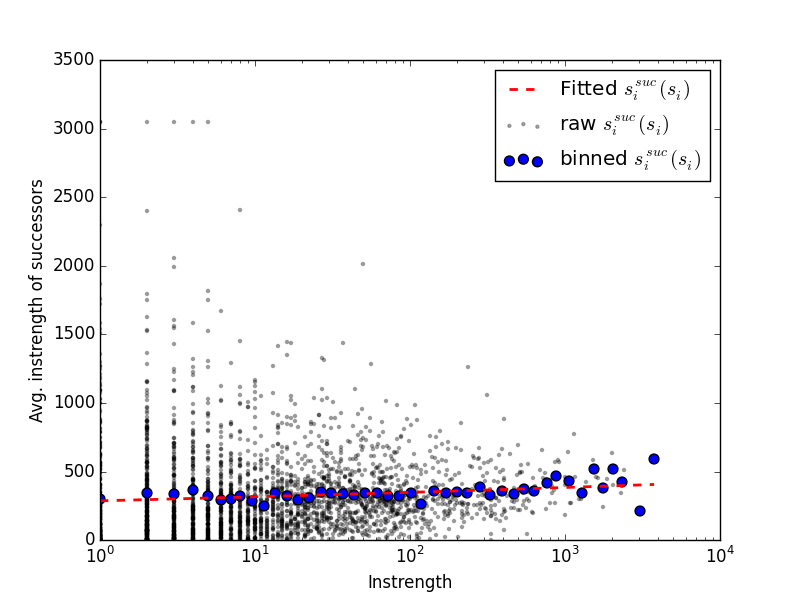 3500
3000
2500
2000
1500
1000
500
0
10^0
10^1
10^2
10^3
10^4
Instrength
Avg. instrength of successors
Fitted s_i^{suc}(s_i)
raw s_i^{suc}(s_i)
binned s_i^{suc}(s_i)